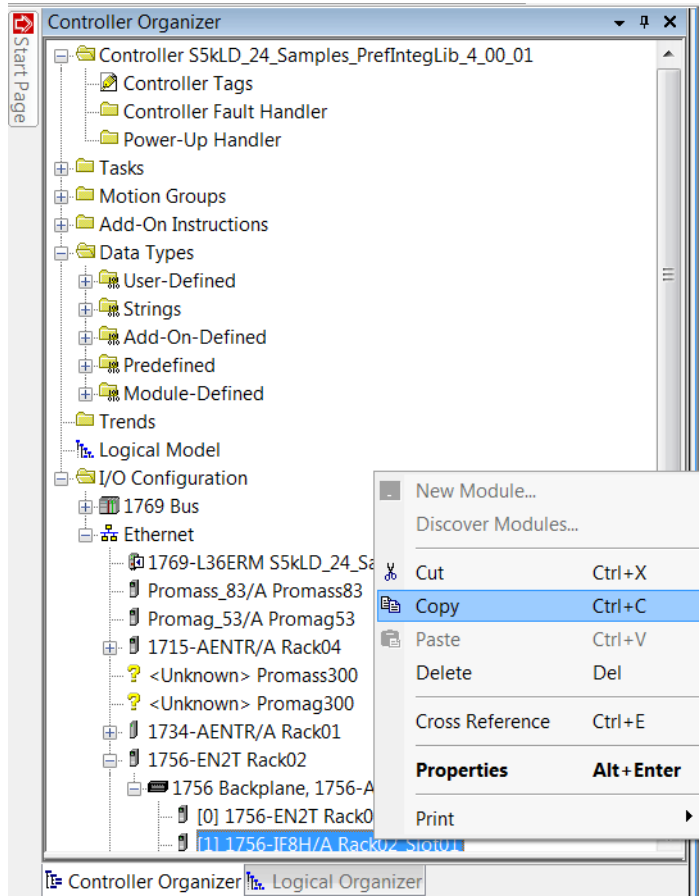 Controller Organizer
Start Page
Controller S5kLD_24_Samples_PrefIntegLib_4_00_01
Controller Tags
Controller Fault Handler
Power-Up Handler
Tasks
Motion Groups
Add-On Instructions
Data Types
User-Defined
Strings
Add-On-Defined
Predefined
Module-Defined
Trends
Logical Model
I/O Configuration
1769 Bus
Ethernet
1769-L36ERM S5kLD_24_Sa
Promass_83/A Promass83
Promag_53/A Promag53
1715-AENTR/A Rack04
<Unknown> Promass300
<Unknown> Promag300
1734-AENTR/A Rack01
1756-EN2T Rack02
1756 Backplane, 1756-A
[0] 1756-EN2T Rack0
[1] 1756-IF8H/A Rack02_Slot01
New Module...
Discover Modules...
Cut Ctrl+X
Copy Ctrl+C
Paste Ctrl+V
Delete Del
Cross Reference Ctrl+E
Properties Alt+Enter
Print
Controller Organizer Logical Organizer